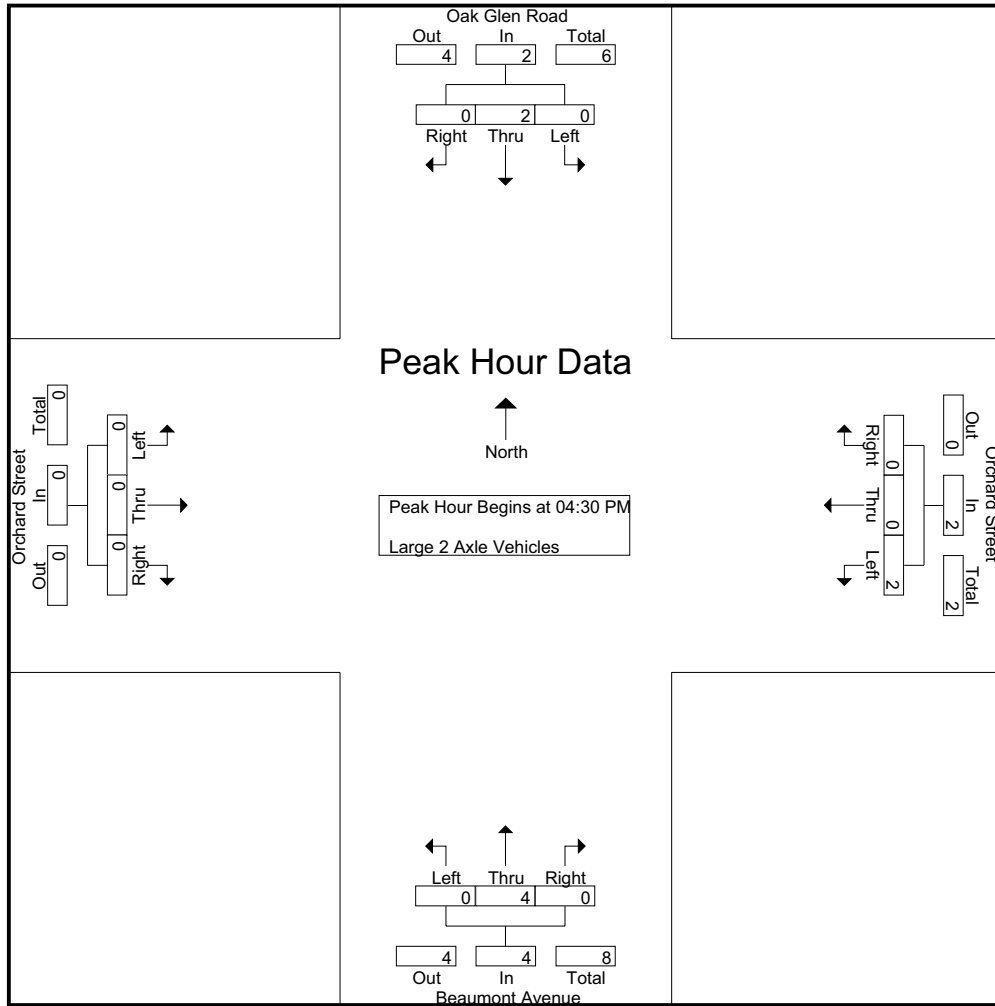 Oak Glen Road
Out In Total
4 2 6
0 2 0
Right Thru Left
Peak Hour Data
North
Peak Hour Begins at 04:30 PM
Large 2 Axle Vehicles
Orchard Street
Total In Out
0 0 0
0 0 0
Left Thru Right
Right Thru Left
0 0 2
Out In Total
0 2 2
Orchard Street
Left Thru Right
0 4 0
4 4 8
Out In Total
Beaumont Avenue